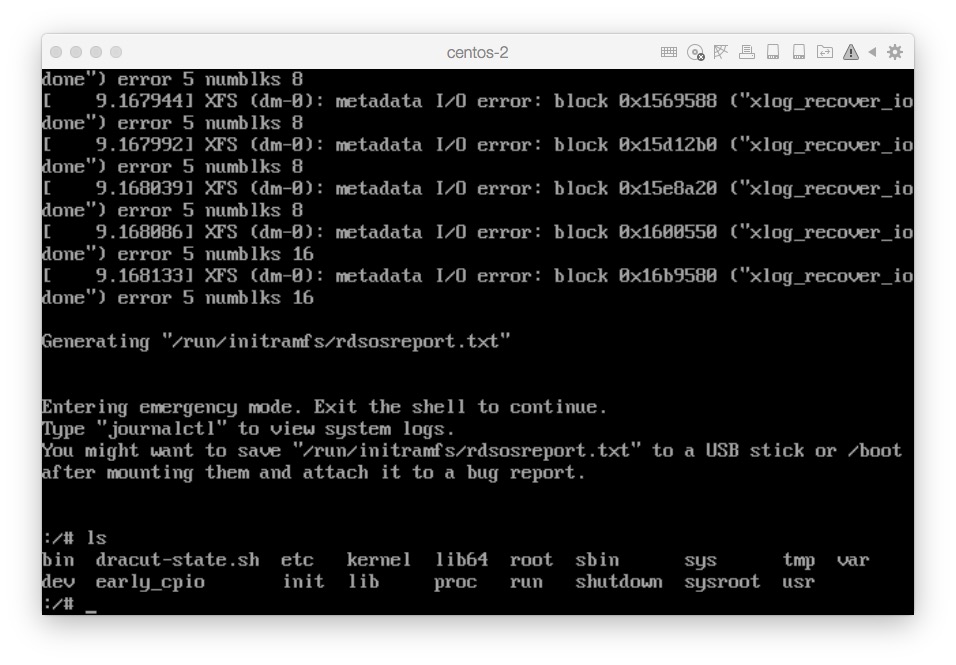 centos-2
done") error 5 numblks 8
[    9.167944] XFS (dm-0): metadata I/O error: block 0x1569588 ("xlog_recover_io
done") error 5 numblks 8
[    9.167992] XFS (dm-0): metadata I/O error: block 0x15d12b0 ("xlog_recover_io
done") error 5 numblks 8
[    9.168039] XFS (dm-0): metadata I/O error: block 0x15e8a20 ("xlog_recover_io
done") error 5 numblks 8
[    9.168086] XFS (dm-0): metadata I/O error: block 0x1600550 ("xlog_recover_io
done") error 5 numblks 16
[    9.168133] XFS (dm-0): metadata I/O error: block 0x16b9580 ("xlog_recover_io
done") error 5 numblks 16
Generating "/run/initramfs/rdsosreport.txt"
Entering emergency mode. Exit the shell to continue.
Type "journalctl" to view system logs.
You might want to save "/run/initramfs/rdsosreport.txt" to a USB stick or /boot
after mounting them and attach it to a bug report.
:/# ls
bin  dracut-state.sh  etc   kernel  lib64  root  sbin      sys      tmp  var
dev  early_cpio       init  lib     proc   run   shutdown  sysroot  usr
:/# _